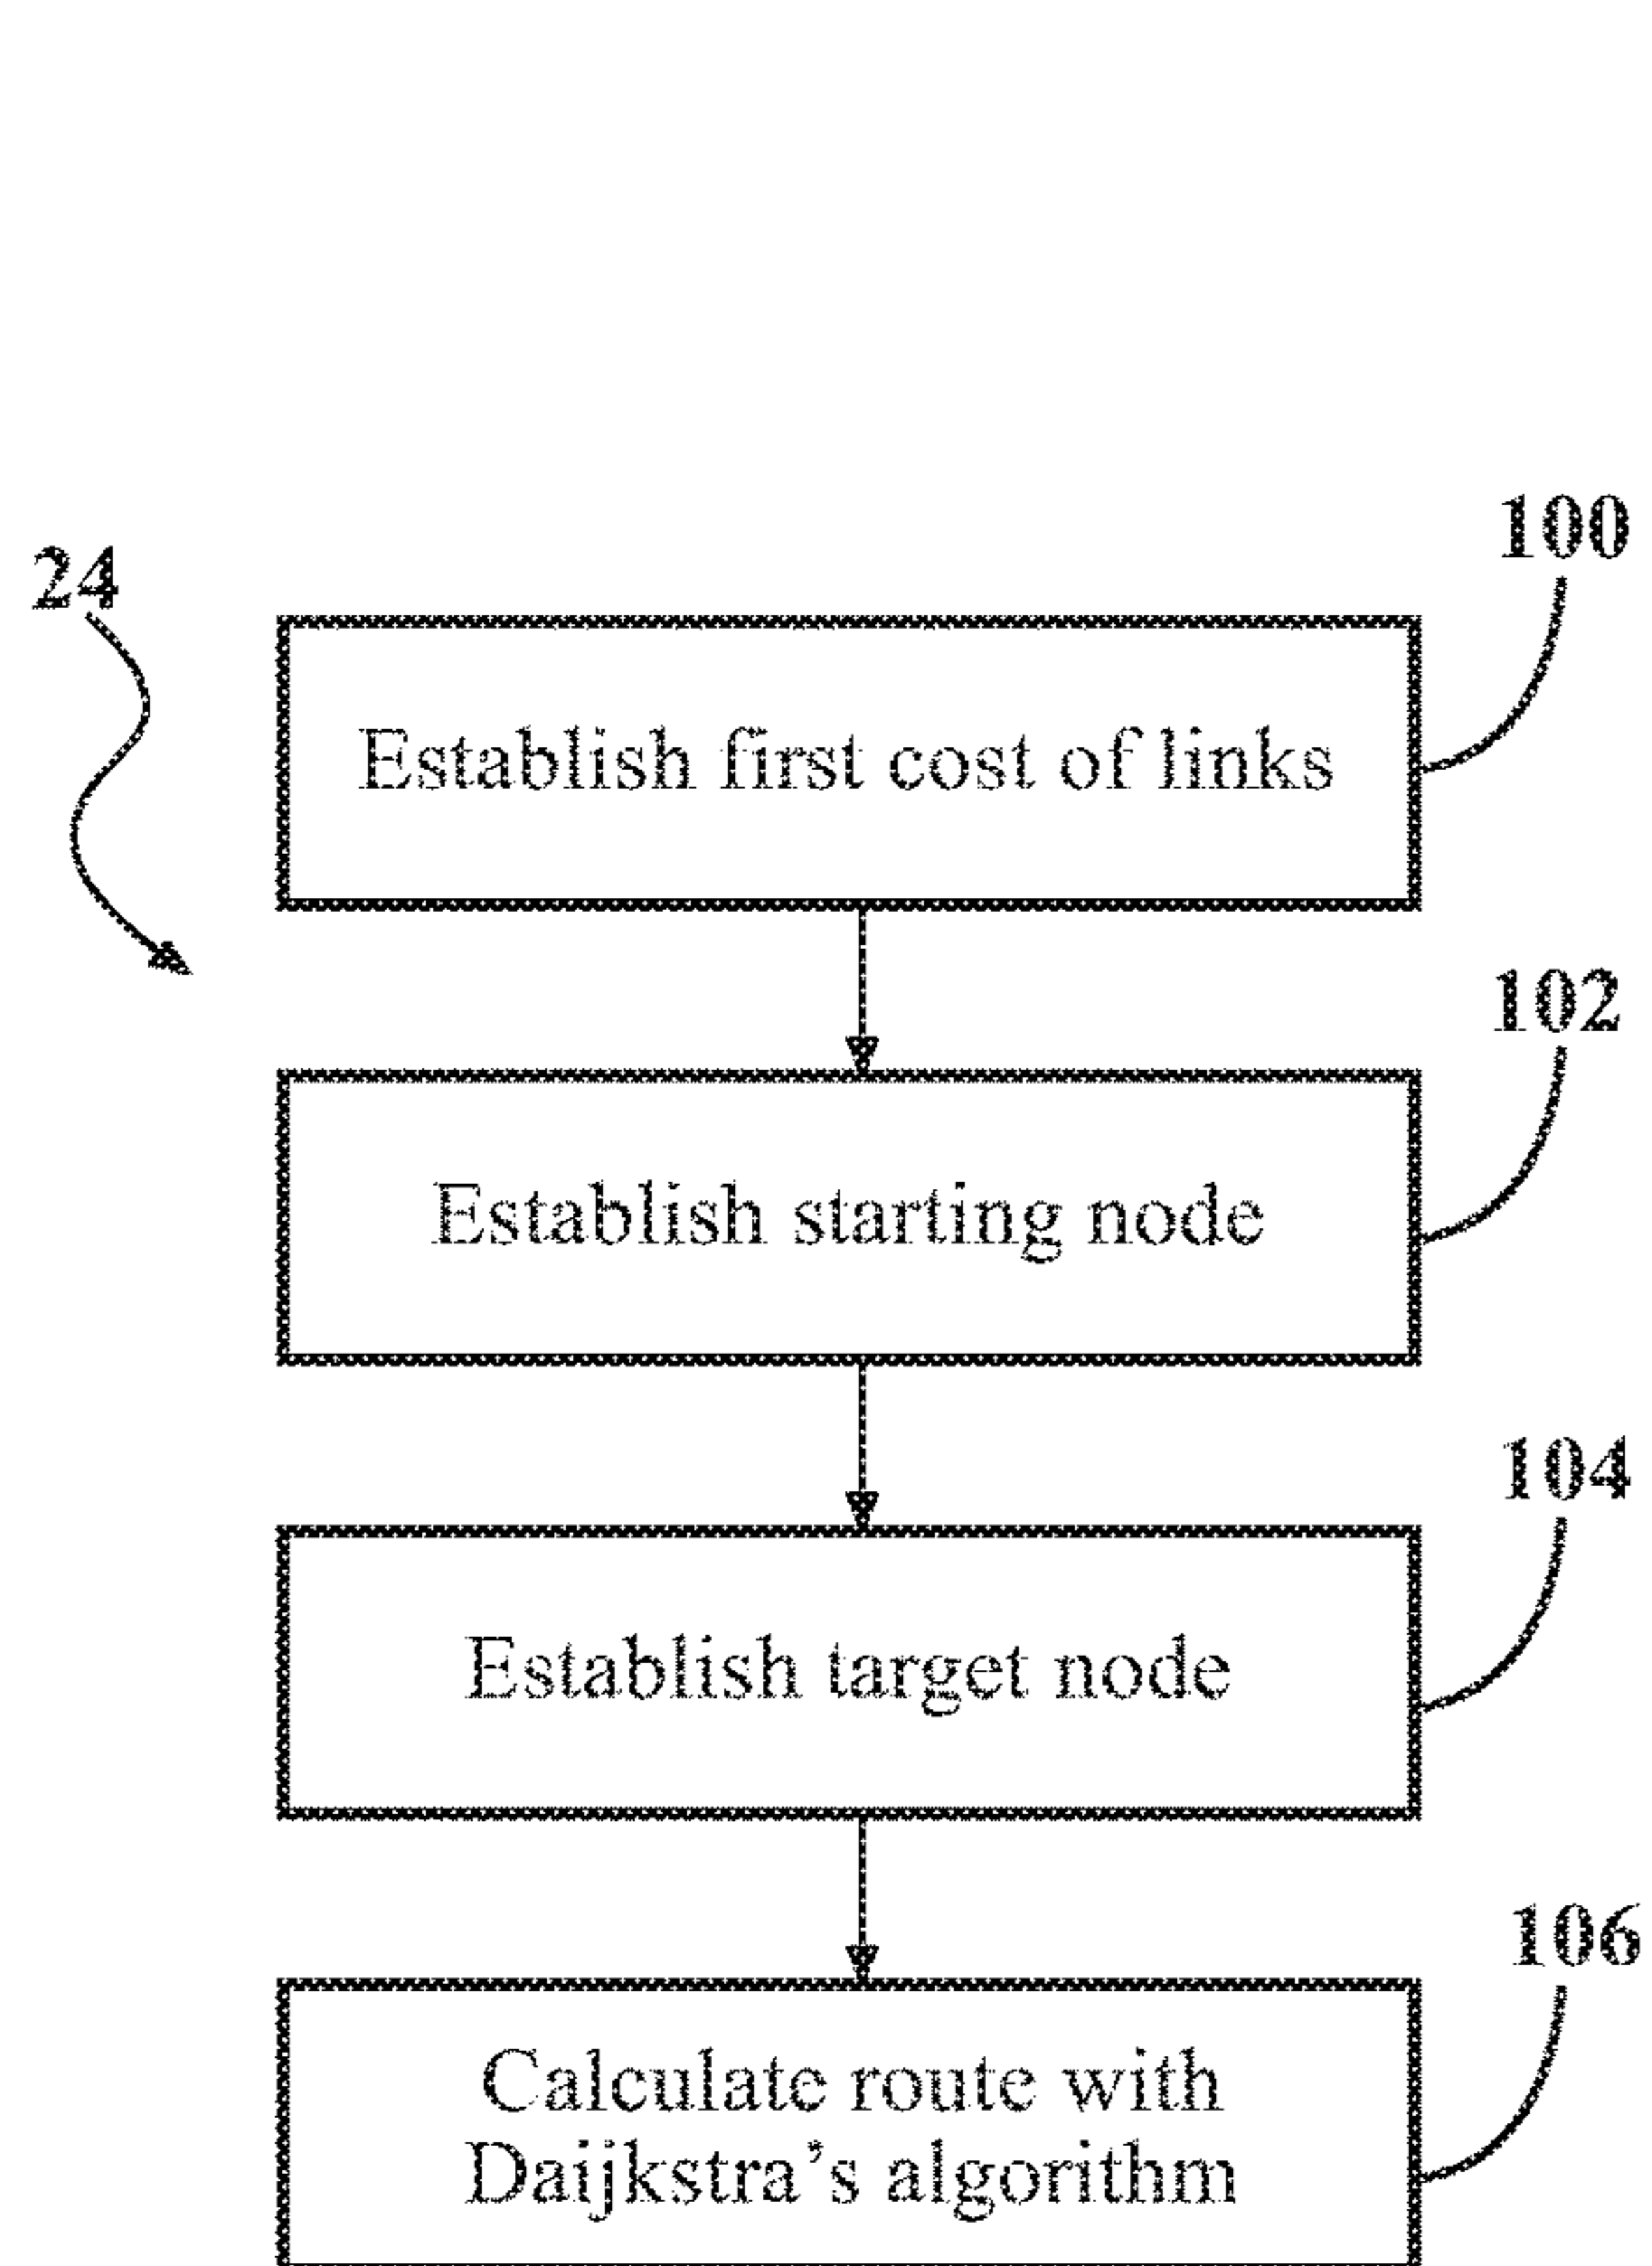 100
24
Establish first cost of links
102
Establish starting node
104
Establish target node
106
Calculate route with
Daijkstra's algorithm